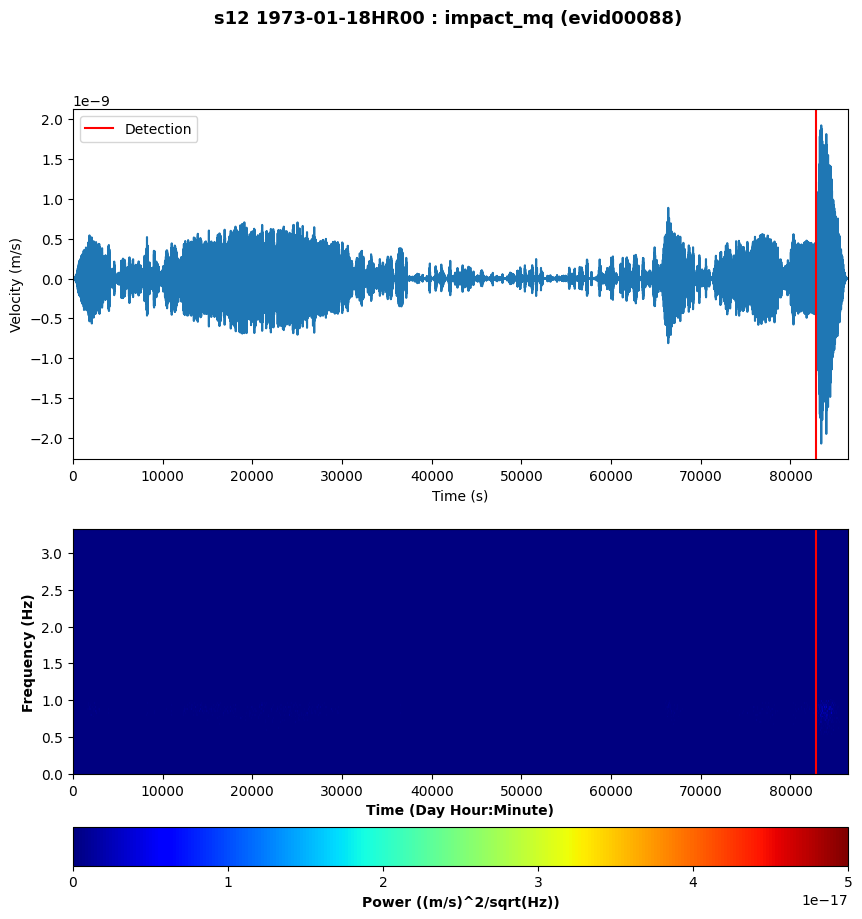 s12 1973-01-18HR00 : impact_mq (evid00088)
1e−9
Detection
2.0
1.5
1.0
0.5
0.0
−0.5
−1.0
−1.5
−2.0
Velocity (m/s)
0 10000 20000 30000 40000 50000 60000 70000 80000
Time (s)
3.0
2.5
2.0
1.5
1.0
0.5
0.0
Frequency (Hz)
0 10000 20000 30000 40000 50000 60000 70000 80000
Time (Day Hour:Minute)
0 1 2 3 4 5
1e−17
Power ((m/s)^2/sqrt(Hz))